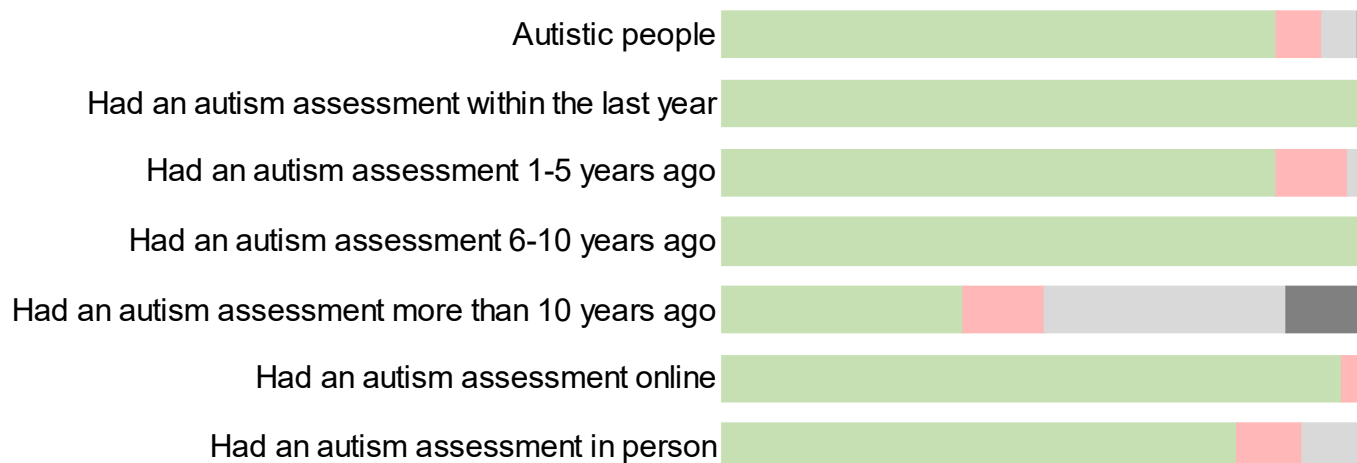 Autistic people
Had an autism assessment within the last year
Had an autism assessment 1-5 years ago
Had an autism assessment 6-10 years ago
Had an autism assessment more than 10 years ago
Had an autism assessment online
Had an autism assessment in person